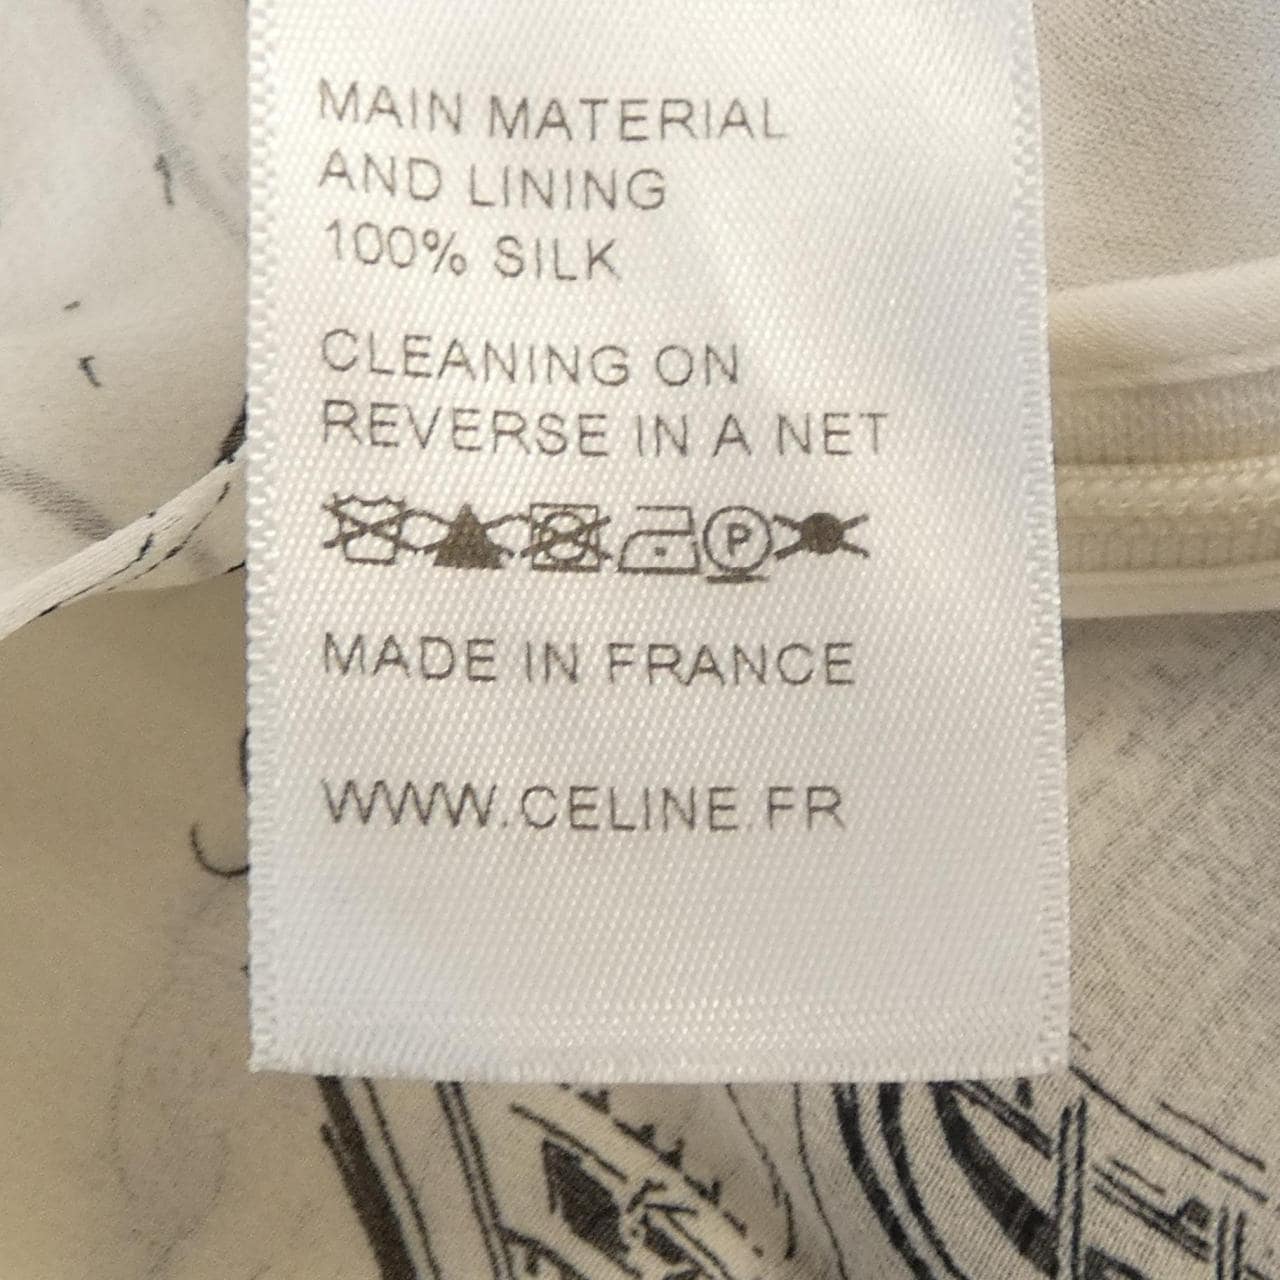 MAIN MATERIAL
AND LINING
100% SILK
CLEANING ON
REVERSE IN A NET
P
MADE IN FRANCE
WWW.CELINE.FR